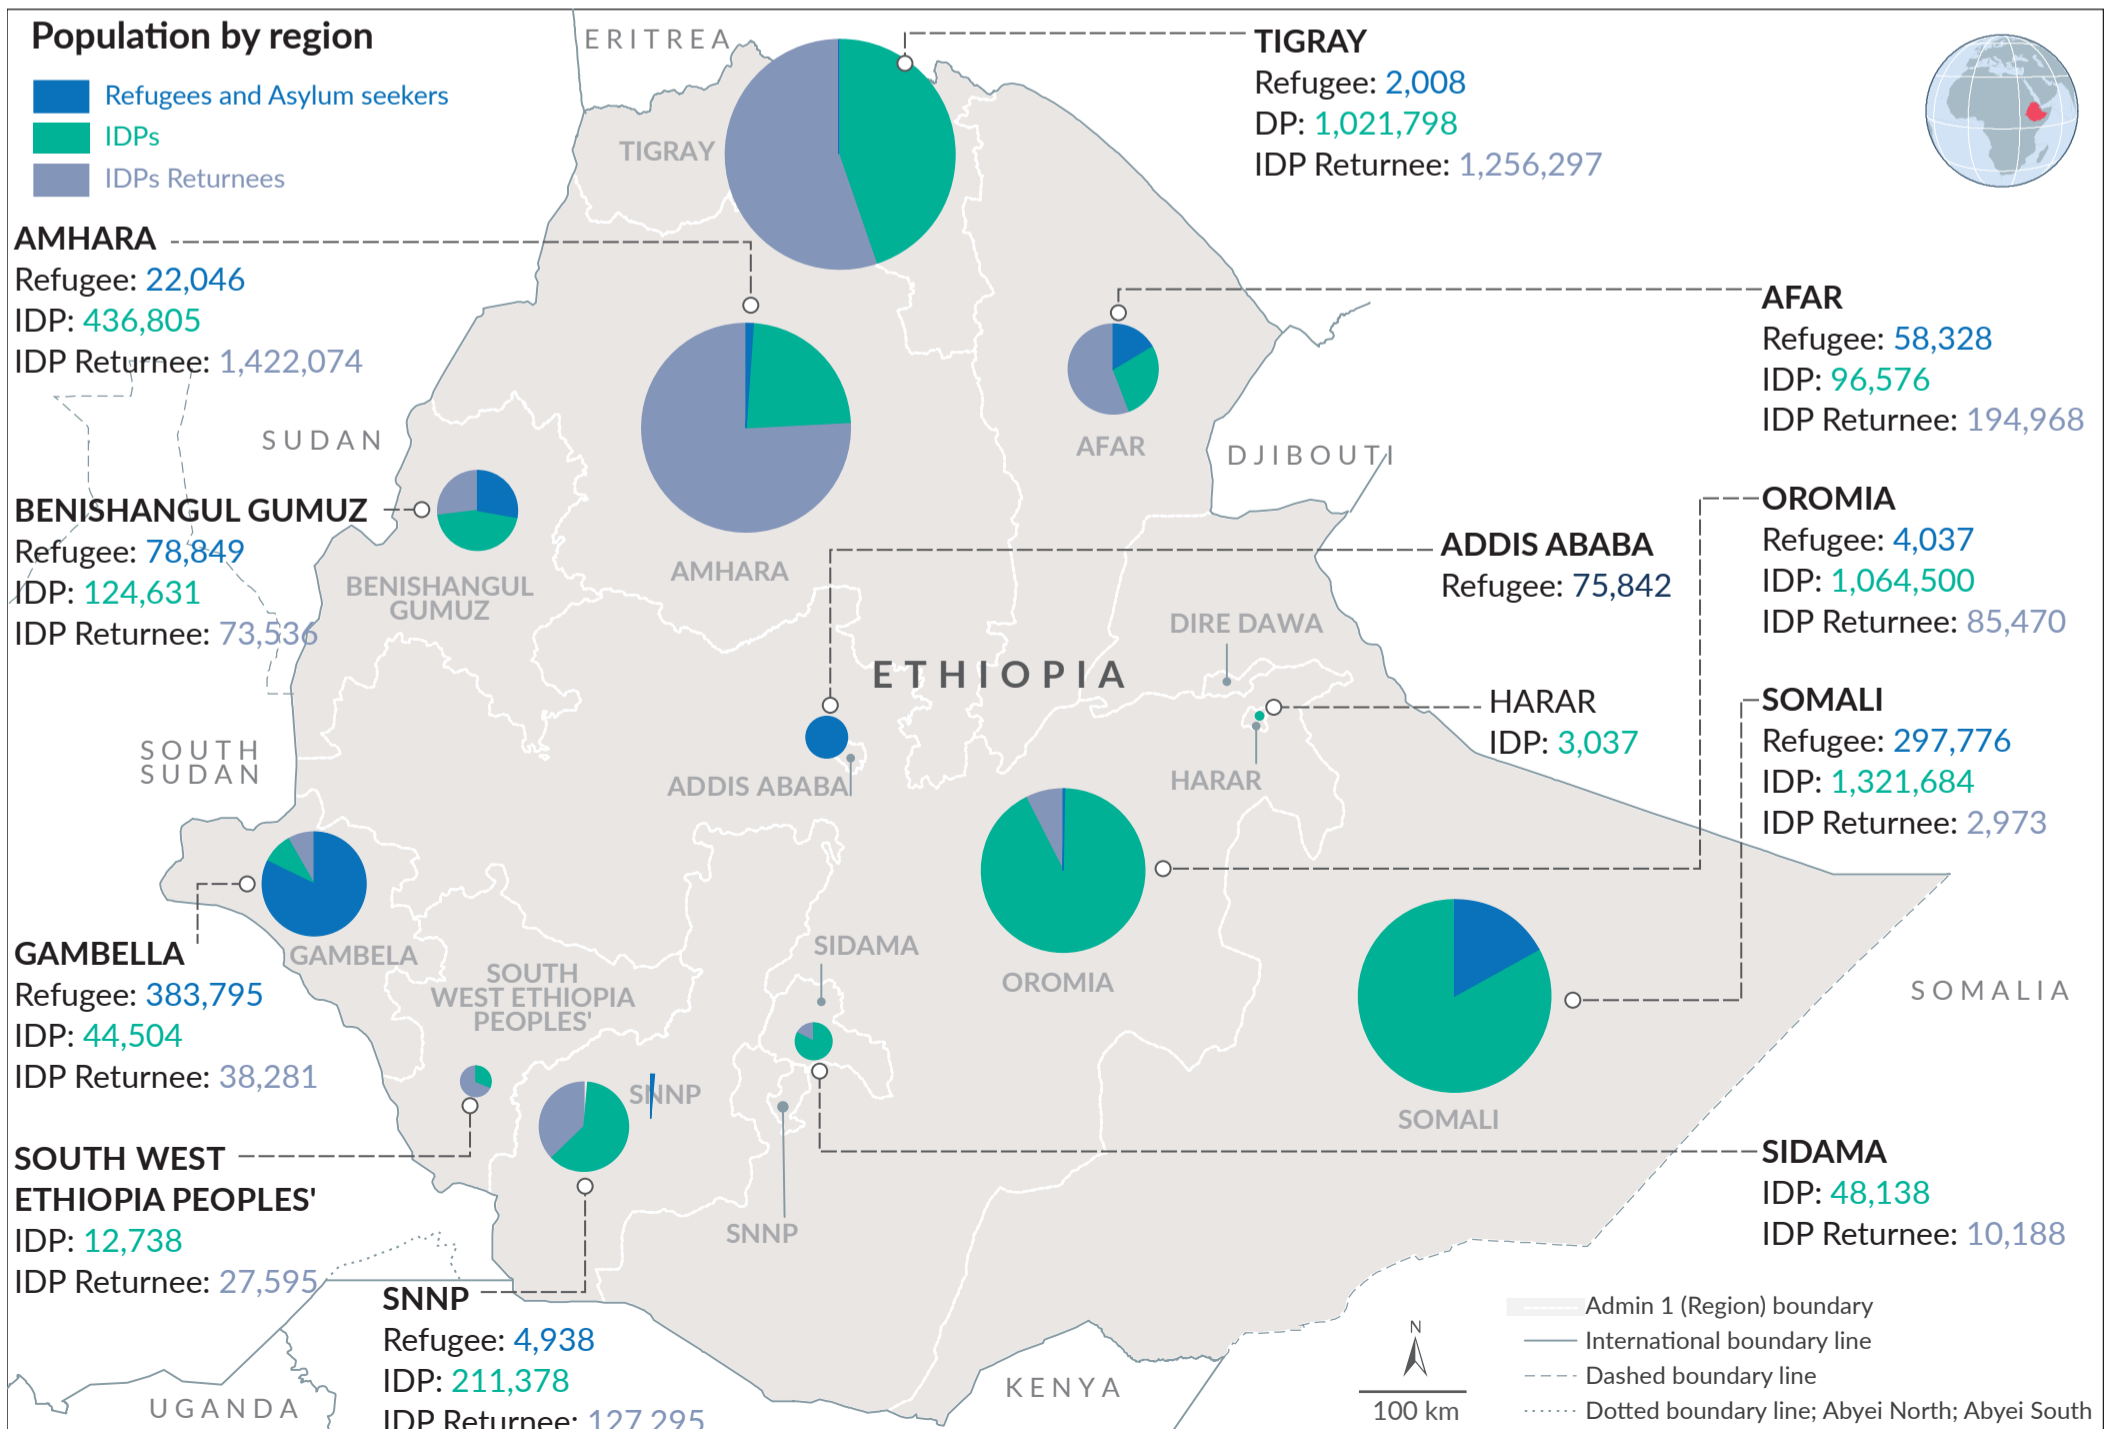 Population by region
Refugees and Asylum seekers
IDPs
IDPs Returnees
ERITREA
TIGRAY
Refugee: 2,008
DP: 1,021,798
IDP Returnee: 1,256,297
TIGRAY
AMHARA
Refugee: 22,046
IDP: 436,805
IDP Returnee: 1,422,074
AFAR
Refugee: 58,328
IDP: 96,576
IDP Returnee: 194,968
SUDAN
AFAR
DJIBOUTI
BENISHANGUL GUMUZ
Refugee: 78,849
IDP: 124,631
IDP Returnee: 73,536
BENISHANGUL
GUMUZ
AMHARA
ADDIS ABABA
Refugee: 75,842
OROMIA
Refugee: 4,037
IDP: 1,064,500
IDP Returnee: 85,470
DIRE DAWA
ETHIOPIA
HARAR
IDP: 3,037
SOMALI
Refugee: 297,776
IDP: 1,321,684
IDP Returnee: 2,973
SOUTH
SUDAN
ADDIS ABABA
HARAR
GAMBELLA
Refugee: 383,795
IDP: 44,504
IDP Returnee: 38,281
GAMBELA
SOUTH
WEST ETHIOPIA
PEOPLES'
SIDAMA
OROMIA
SOMALIA
SNNP
SOMALI
SOUTH WEST
ETHIOPIA PEOPLES'
IDP: 12,738
IDP Returnee: 27,595
SIDAMA
IDP: 48,138
IDP Returnee: 10,188
SNNP
SNNP
Refugee: 4,938
IDP: 211,378
IDP Returnee: 127,295
UGANDA
KENYA
N
100 km
Admin 1 (Region) boundary
International boundary line
Dashed boundary line
Dotted boundary line; Abyei North; Abyei South